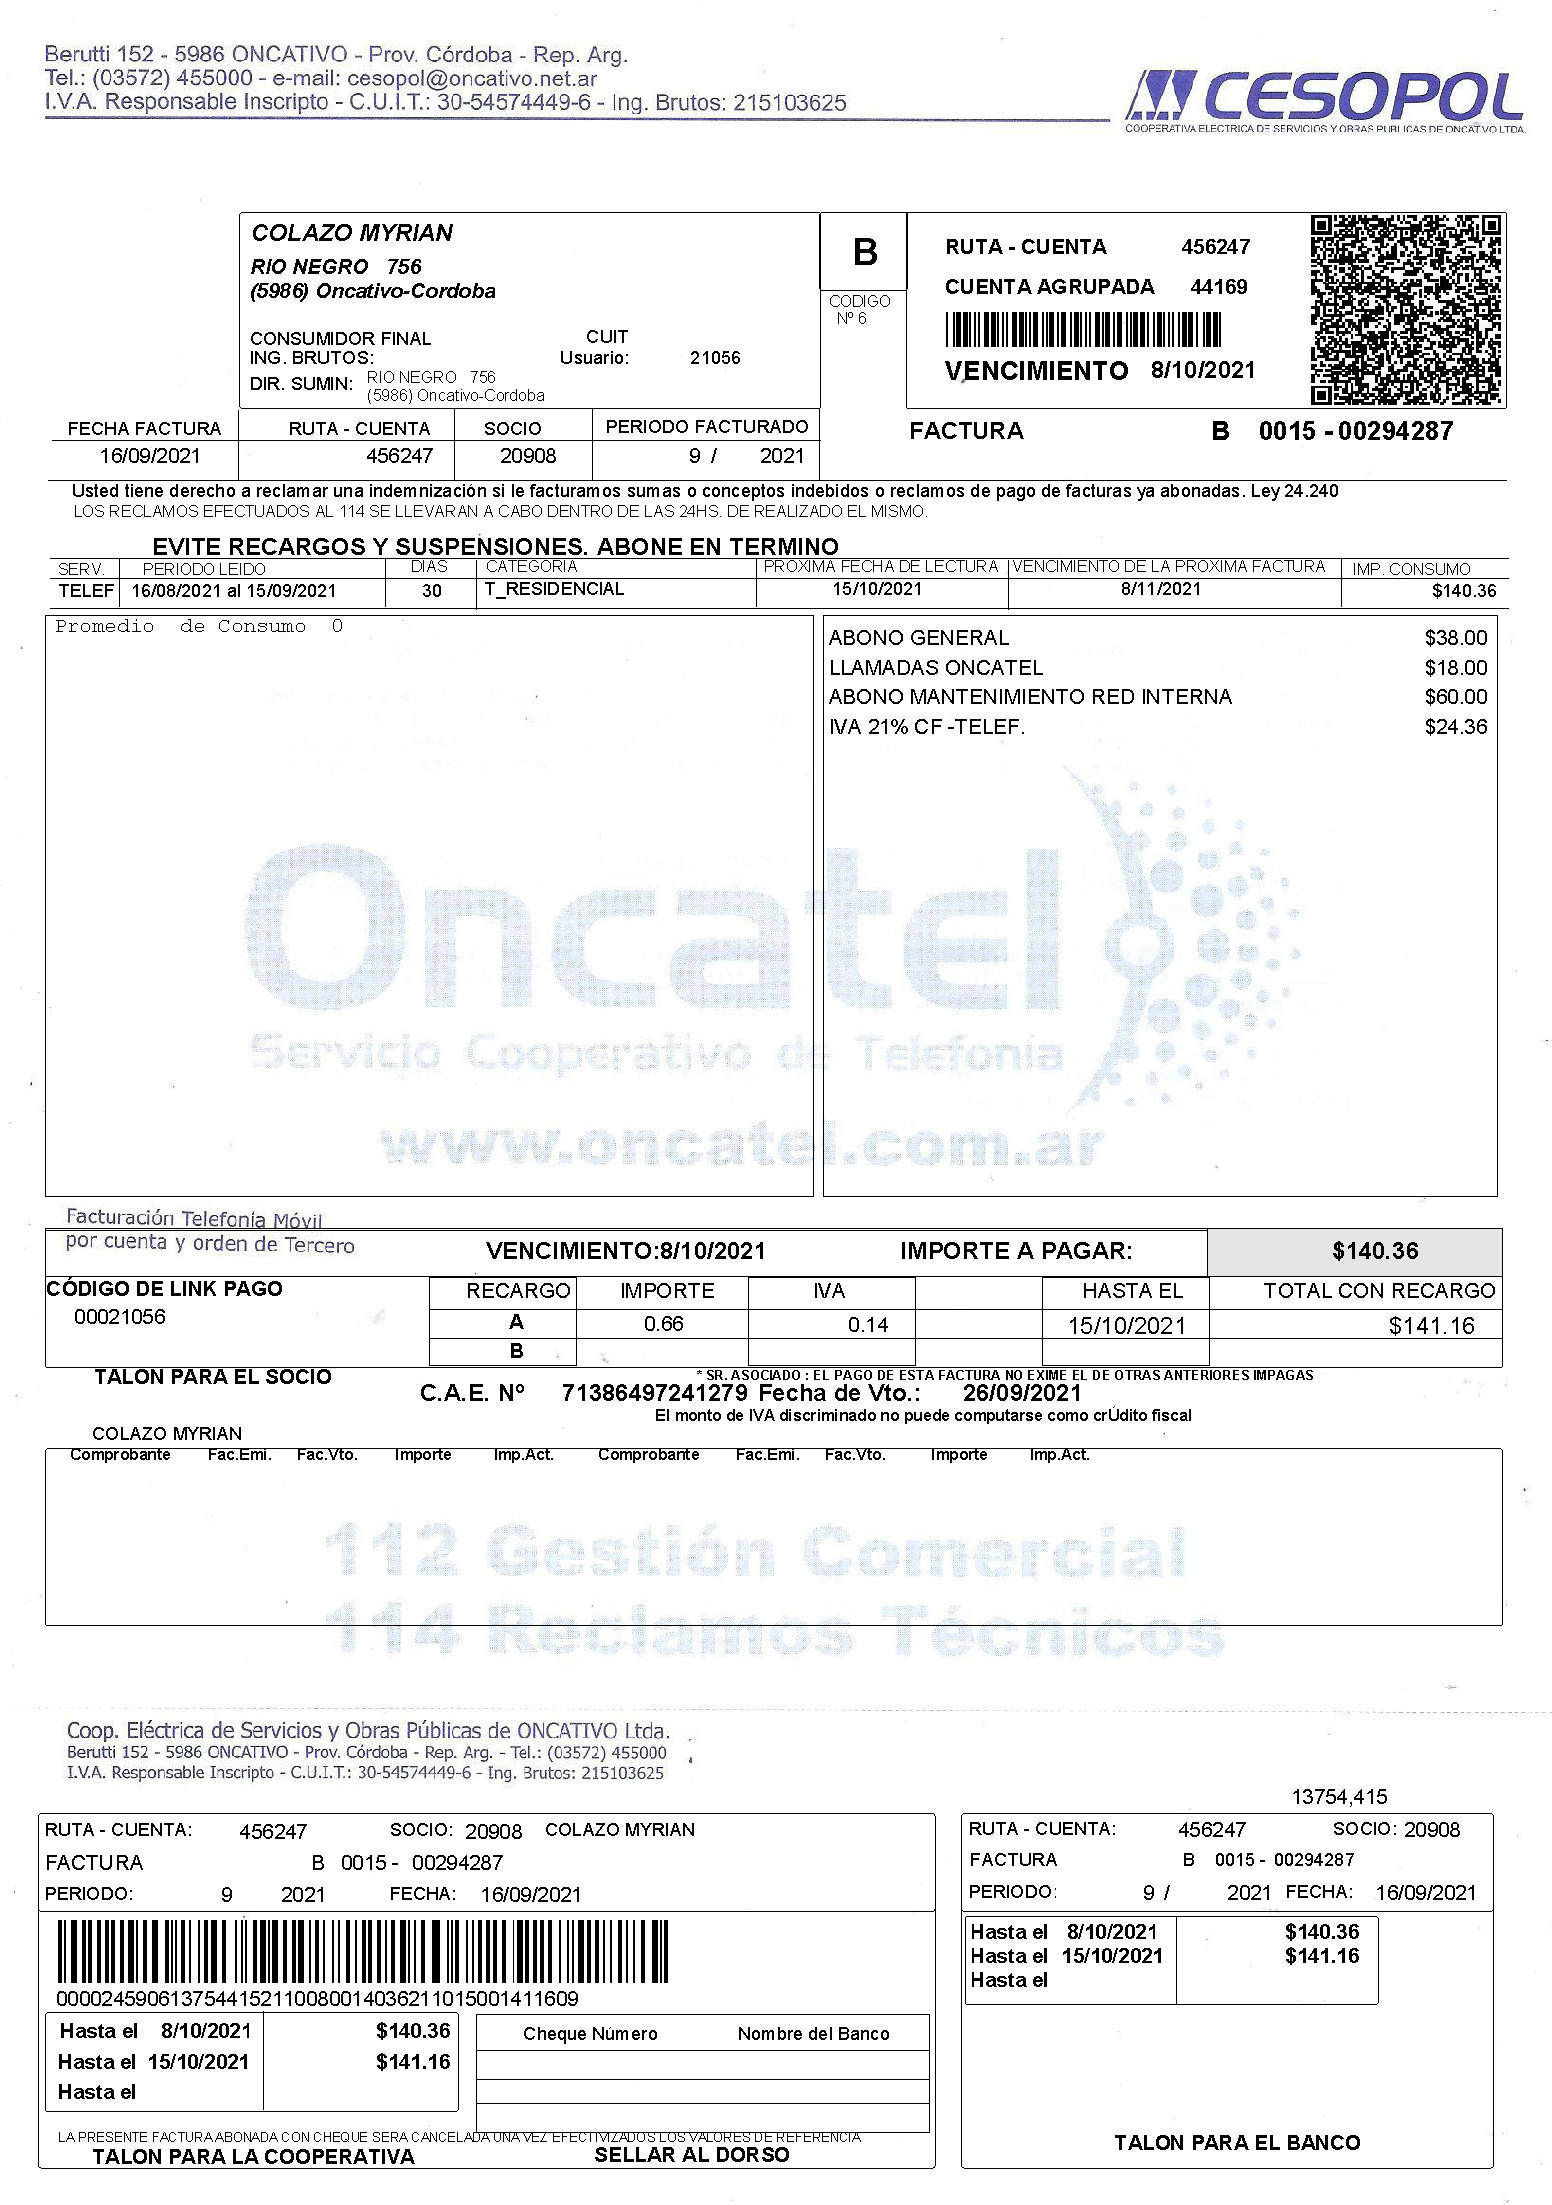 Berutti 152 - 5986 ONCATIVO - Prov. Córdoba - Rep. Arg.
Tel.: (03572) 455000 - e-mail: cesopol@oncativo.net.ar
I.V.A. Responsable Inscripto - C.U.I.T.: 30-54574449-6 - Ing. Brutos: 215103625
CESOPOL
COOPERATIVA ELECTRICA DE SERVICIOS Y OBRAS PUBLICAS DE ONCATIVO LTDA.
COLAZO MYRIAN
RIO NEGRO 756
(5986) Oncativo-Cordoba
CONSUMIDOR FINAL CUIT
ING. BRUTOS: Usuario: 21056
DIR. SUMIN: RIO NEGRO 756
(5986) Oncativo-Cordoba
B
CODIGO
Nº 6
RUTA - CUENTA 456247
CUENTA AGRUPADA 44169
VENCIMIENTO 8/10/2021
FECHA FACTURA RUTA - CUENTA SOCIO PERIODO FACTURADO
16/09/2021 456247 20908 9 / 2021
FACTURA B 0015 - 00294287
Usted tiene derecho a reclamar una indemnización si le facturamos sumas o conceptos indebidos o reclamos de pago de facturas ya abonadas. Ley 24.240
LOS RECLAMOS EFECTUADOS AL 114 SE LLEVARAN A CABO DENTRO DE LAS 24HS. DE REALIZADO EL MISMO.
EVITE RECARGOS Y SUSPENSIONES. ABONE EN TERMINO
SERV. PERIODO LEIDO DIAS CATEGORIA PROXIMA FECHA DE LECTURA VENCIMIENTO DE LA PROXIMA FACTURA IMP. CONSUMO
TELEF 16/08/2021 al 15/09/2021 30 T_RESIDENCIAL 15/10/2021 8/11/2021 $140.36
Promedio de Consumo 0
ABONO GENERAL $38.00
LLAMADAS ONCATEL $18.00
ABONO MANTENIMIENTO RED INTERNA $60.00
IVA 21% CF -TELEF. $24.36
Oncatel
Servicio Cooperativo de Telefonía
www.oncatel.com.ar
Facturación Telefonía Móvil
por cuenta y orden de Tercero
VENCIMIENTO:8/10/2021 IMPORTE A PAGAR: $140.36
CÓDIGO DE LINK PAGO
00021056
RECARGO IMPORTE IVA HASTA EL TOTAL CON RECARGO
A 0.66 0.14 15/10/2021 $141.16
B
TALON PARA EL SOCIO
* SR. ASOCIADO : EL PAGO DE ESTA FACTURA NO EXIME EL DE OTRAS ANTERIORES IMPAGAS
C.A.E. Nº 71386497241279 Fecha de Vto.: 26/09/2021
El monto de IVA discriminado no puede computarse como crÚdito fiscal
COLAZO MYRIAN
Comprobante Fac.Emi. Fac.Vto. Importe Imp.Act. Comprobante Fac.Emi. Fac.Vto. Importe Imp.Act.
112 Gestión Comercial
114 Reclamos Técnicos
Coop. Eléctrica de Servicios y Obras Públicas de ONCATIVO Ltda.
Berutti 152 - 5986 ONCATIVO - Prov. Córdoba - Rep. Arg. - Tel.: (03572) 455000
I.V.A. Responsable Inscripto - C.U.I.T.: 30-54574449-6 - Ing. Brutos: 215103625
13754,415
RUTA - CUENTA: 456247 SOCIO: 20908 COLAZO MYRIAN
FACTURA B 0015 - 00294287
PERIODO: 9 2021 FECHA: 16/09/2021
0000245906137544152110080014036211015001411609
Hasta el 8/10/2021 $140.36
Hasta el 15/10/2021 $141.16
Hasta el
Cheque Número Nombre del Banco
LA PRESENTE FACTURA ABONADA CON CHEQUE SERA CANCELADA UNA VEZ EFECTIVIZADOS LOS VALORES DE REFERENCIA
TALON PARA LA COOPERATIVA SELLAR AL DORSO
RUTA - CUENTA: 456247 SOCIO: 20908
FACTURA B 0015 - 00294287
PERIODO: 9 / 2021 FECHA: 16/09/2021
Hasta el 8/10/2021 $140.36
Hasta el 15/10/2021 $141.16
Hasta el
TALON PARA EL BANCO